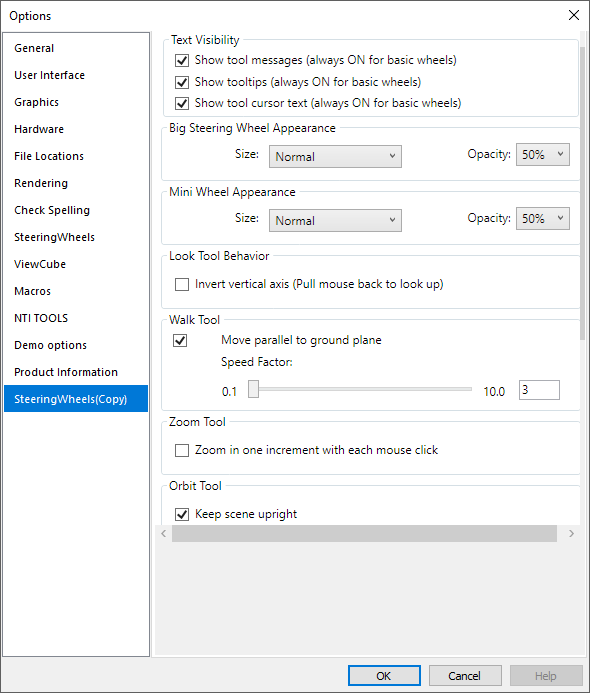 Options
General
User Interface
Graphics
Hardware
File Locations
Rendering
Check Spelling
SteeringWheels
ViewCube
Macros
NTI TOOLS
Demo options
Product Information
SteeringWheels(Copy)
Text Visibility
Show tool messages (always ON for basic wheels)
Show tooltips (always ON for basic wheels)
Show tool cursor text (always ON for basic wheels)
Big Steering Wheel Appearance
Size: Normal Opacity: 50%
Mini Wheel Appearance
Size: Normal Opacity: 50%
Look Tool Behavior
Invert vertical axis (Pull mouse back to look up)
Walk Tool
Move parallel to ground plane
Speed Factor:
0.1 10.0 3
Zoom Tool
Zoom in one increment with each mouse click
Orbit Tool
Keep scene upright
OK Cancel Help